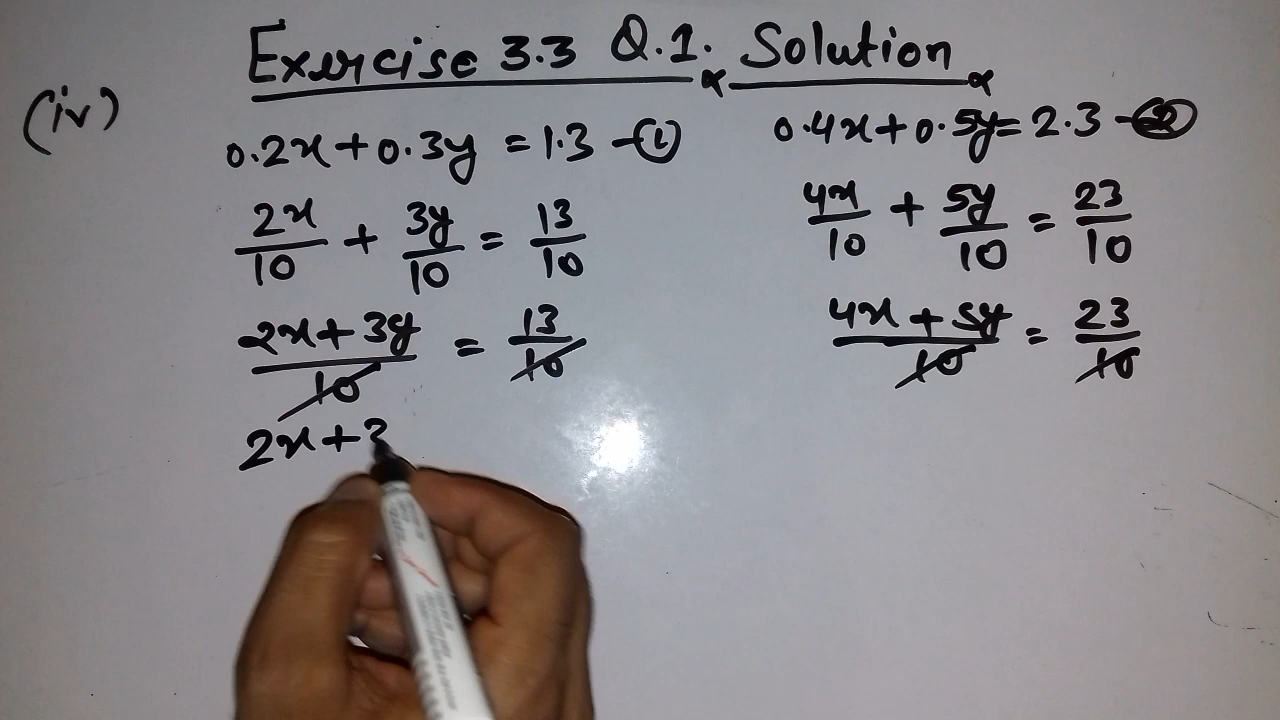 Exercise 3.3 Q.1. Solution
(iv)
0.2x + 0.3y = 1.3 - ①
2x/10 + 3y/10 = 13/10
2x + 3y/10 = 13/10
2x + 3
0.4x + 0.5y = 2.3 -
4x/10 + 5y/10 = 23/10
4x + 5y/10 = 23/10